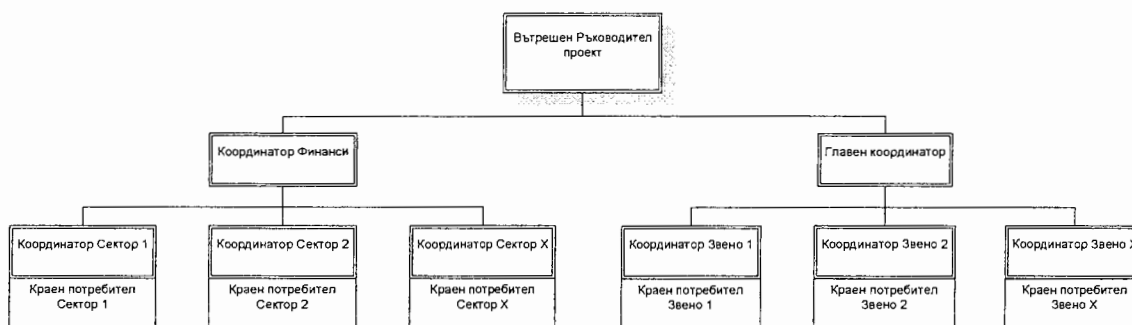 Вътрешен Ръководител
проект
Координатор Финанси
Главен координатор
Координатор Сектор 1
Координатор Сектор 2
Координатор Сектор X
Координатор Звено 1
Координатор Звено 2
Координатор Звено X
Краен потребител
Сектор 1
Краен потребител
Сектор 2
Краен потребител
Сектор X
Краен потребител
Звено 1
Краен потребител
Звено 2
Краен потребител
Звено X